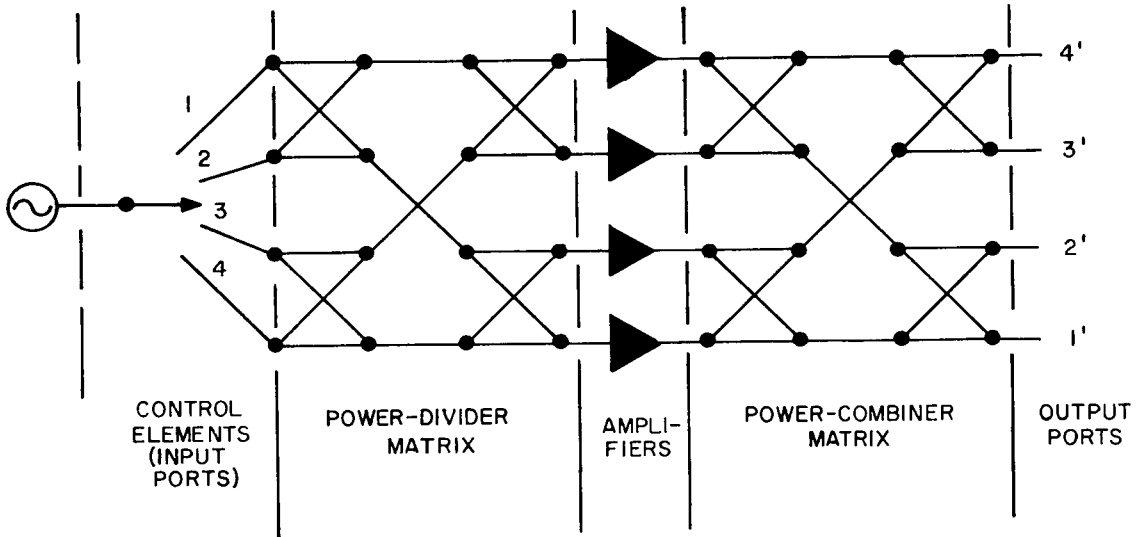 1
2
3
4
4'
3'
2'
1'
CONTROL
ELEMENTS
(INPUT
PORTS)
POWER-DIVIDER
MATRIX
AMPLI-
FIERS
POWER-COMBINER
MATRIX
OUTPUT
PORTS